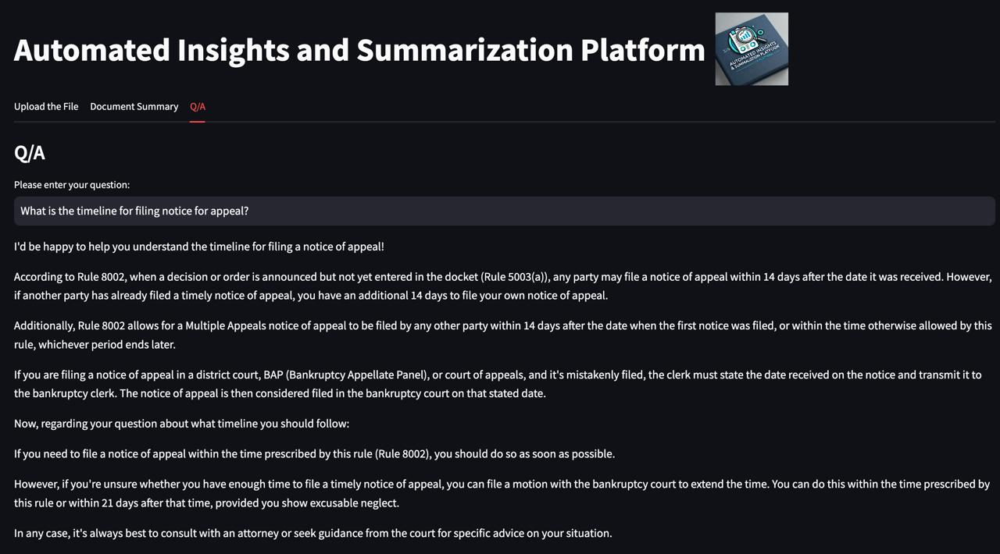 Automated Insights and Summarization Platform
AUTOMATED INSIGHTS
& SUMMALIZATION PLATFOSK
Upload the File
Document Summary
Q/A
Q/A
Please enter your question:
What is the timeline for filing notice for appeal?
I'd be happy to help you understand the timeline for filing a notice of appeal!
According to Rule 8002, when a decision or order is announced but not yet entered in the docket (Rule 5003(a)), any party may file a notice of appeal within 14 days after the date it was received. However,
if another party has already filed a timely notice of appeal, you have an additional 14 days to file your own notice of appeal.
Additionally, Rule 8002 allows for a Multiple Appeals notice of appeal to be filed by any other party within 14 days after the date when the first notice was filed, or within the time otherwise allowed by this
rule, whichever period ends later.
If you are filing a notice of appeal in a district court, BAP (Bankruptcy Appellate Panel), or court of appeals, and it's mistakenly filed, the clerk must state the date received on the notice and transmit it to
the bankruptcy clerk. The notice of appeal is then considered filed in the bankruptcy court on that stated date.
Now, regarding your question about what timeline you should follow:
If you need to file a notice of appeal within the time prescribed by this rule (Rule 8002), you should do so as soon as possible.
However, if you're unsure whether you have enough time to file a timely notice of appeal, you can file a motion with the bankruptcy court to extend the time. You can do this within the time prescribed by
this rule or within 21 days after that time, provided you show excusable neglect.
In any case, it's always best to consult with an attorney or seek guidance from the court for specific advice on your situation.